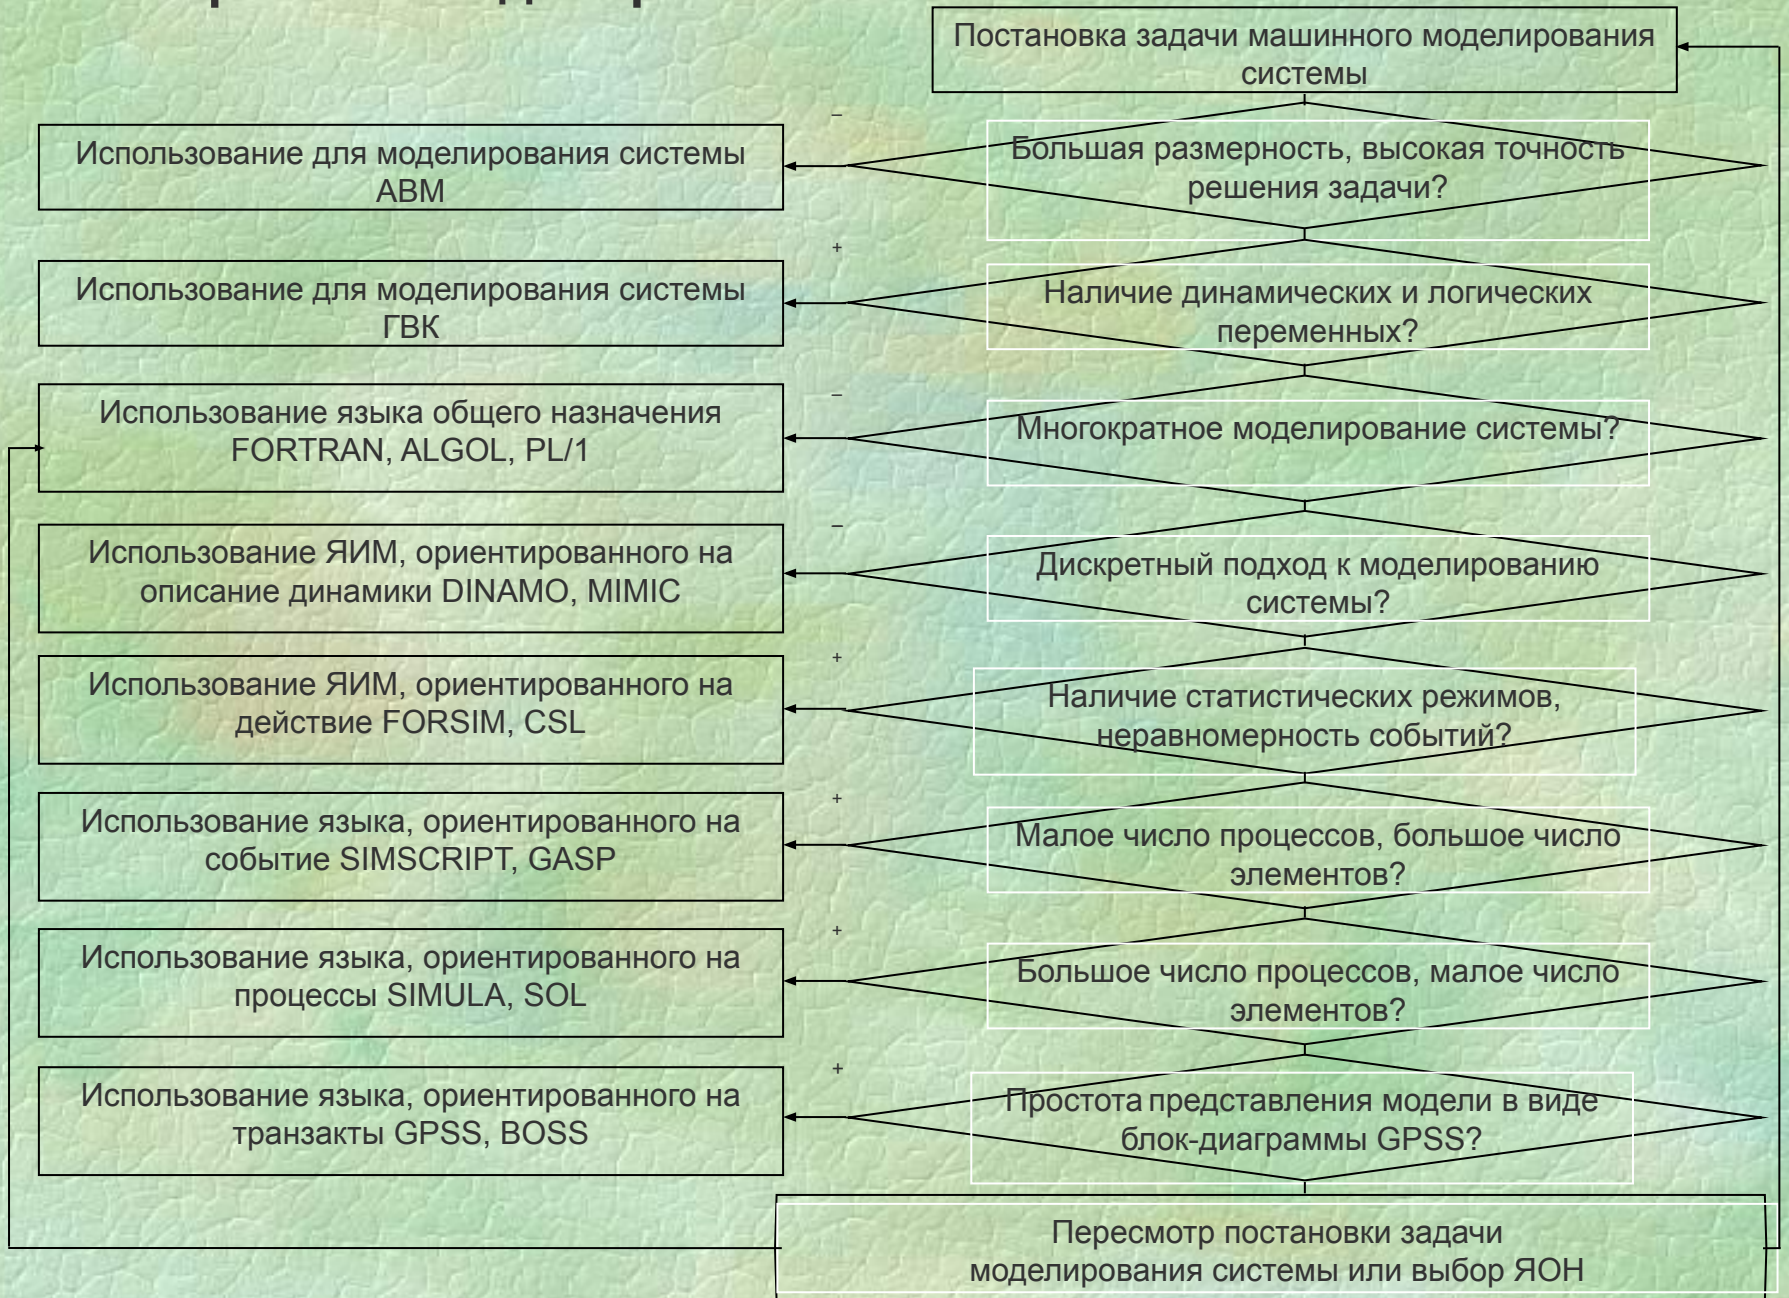 Постановка задачи машинного моделирования
системы
–
Использование для моделирования системы
АВМ
Большая размерность, высокая точность
решения задачи?
+
Использование для моделирования системы
ГВК
Наличие динамических и логических
переменных?
–
Использование языка общего назначения
FORTRAN, ALGOL, PL/1
Многократное моделирование системы?
–
Использование ЯИМ, ориентированного на
описание динамики DINAMO, MIMIC
Дискретный подход к моделированию
системы?
+
Использование ЯИМ, ориентированного на
действие FORSIM, CSL
Наличие статистических режимов,
неравномерность событий?
+
Использование языка, ориентированного на
событие SIMSCRIPT, GASP
Малое число процессов, большое число
элементов?
+
Использование языка, ориентированного на
процессы SIMULA, SOL
Большое число процессов, малое число
элементов?
+
Использование языка, ориентированного на
транзакты GPSS, BOSS
Простота представления модели в виде
блок-диаграммы GPSS?
Пересмотр постановки задачи
моделирования системы или выбор ЯОН